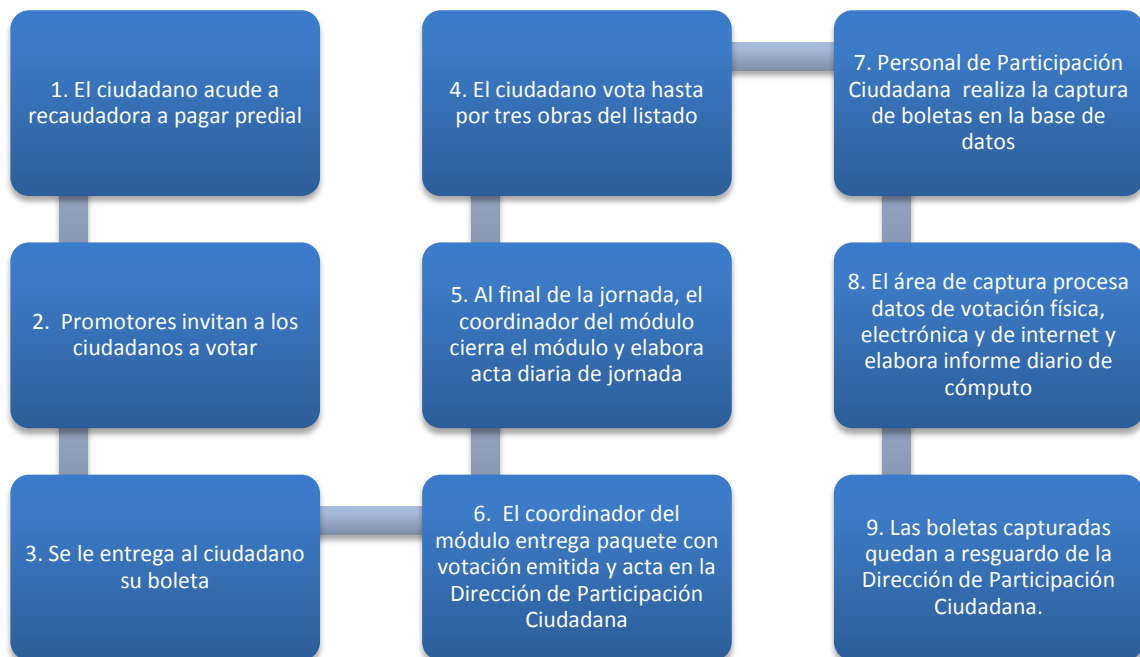 1. El ciudadano acude a
recaudadora a pagar predial
2. Promotores invitan a los
ciudadanos a votar
3. Se le entrega al ciudadano
su boleta
4. El ciudadano vota hasta
por tres obras del listado
5. Al final de la jornada, el
coordinador del módulo
cierra el módulo y elabora
acta diaria de jornada
6. El coordinador del
módulo entrega paquete con
votación emitida y acta en la
Dirección de Participación
Ciudadana
7. Personal de Participación
Ciudadana realiza la captura
de boletas en la base de
datos
8. El área de captura procesa
datos de votación física,
electrónica y de internet y
elabora informe diario de
cómputo
9. Las boletas capturadas
quedan a resguardo de la
Dirección de Participación
Ciudadana.